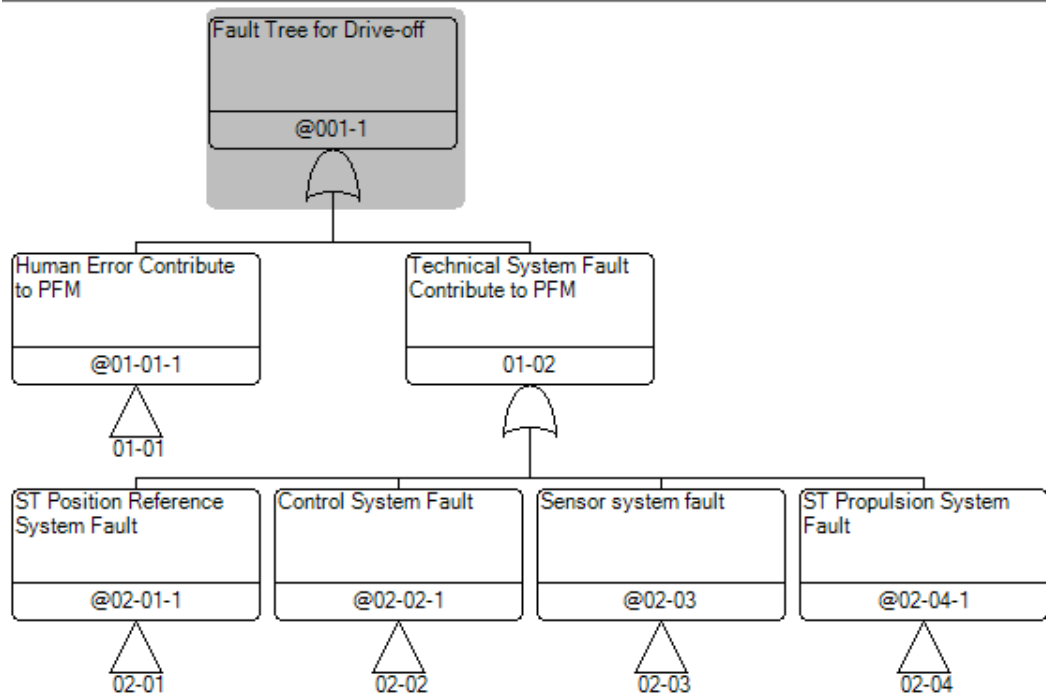 Fault Tree for Drive-off
@001-1
Human Error Contribute
to PFM
@01-01-1
01-01
Technical System Fault
Contribute to PFM
01-02
ST Position Reference
System Fault
@02-01-1
02-01
Control System Fault
@02-02-1
02-02
Sensor system fault
@02-03
02-03
ST Propulsion System
Fault
@02-04-1
02-04